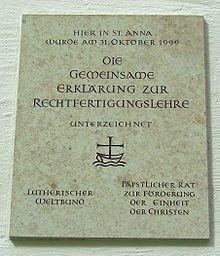 HIER IN ST. ANNA
WURDE AM 31. OKTOBER 1999
DIE
GEMEINSAME
ERKLÄRUNG ZUR
RECHTFERTIGUNGSLEHRE
UNTERZEICHNET
LUTHERISCHER
WELTBUND
PÄPSTLICHER RAT
ZUR FÖRDERUNG
DER EINHEIT
DER CHRISTEN